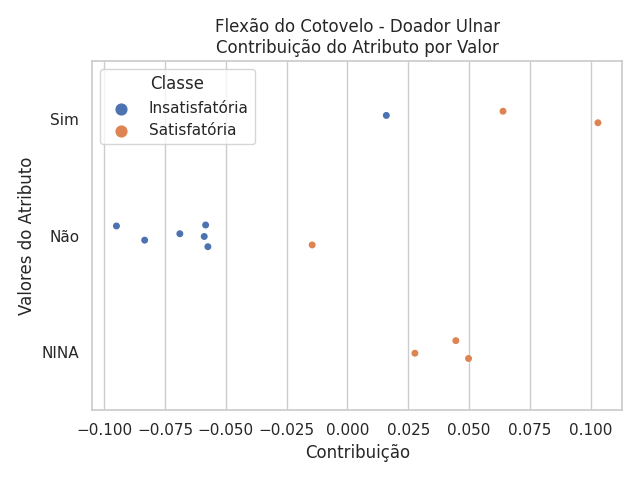 Flexão do Cotovelo - Doador Ulnar
Contribuição do Atributo por Valor
Classe
Insatisfatória
Satisfatória
Valores do Atributo
Sim
Não
NINA
−0.100 −0.075 −0.050 −0.025 0.000 0.025 0.050 0.075 0.100
Contribuição